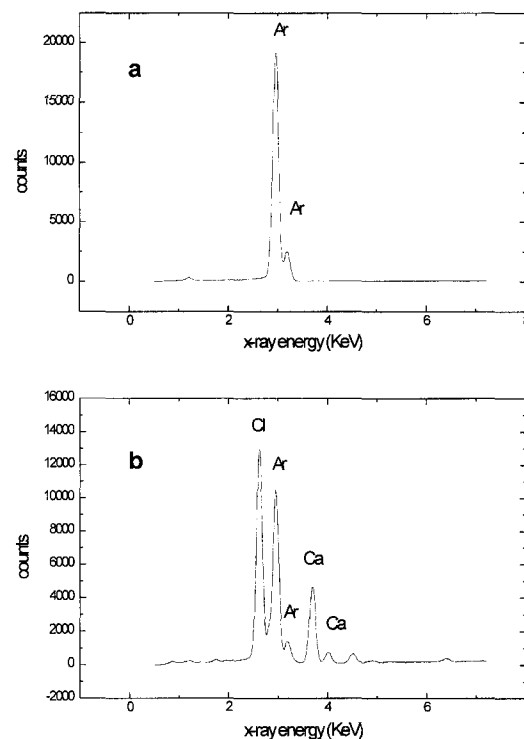 Ar
20000
a
15000
counts
10000
Ar
5000
0
0 2 4 6 8
x-ray energy (KeV)
16000
14000
Cl
12000
b
Ar
10000
counts
8000
Ca
6000
4000
Ar
Ca
2000
0
-2000
0 2 4 6 8
x-ray energy (KeV)